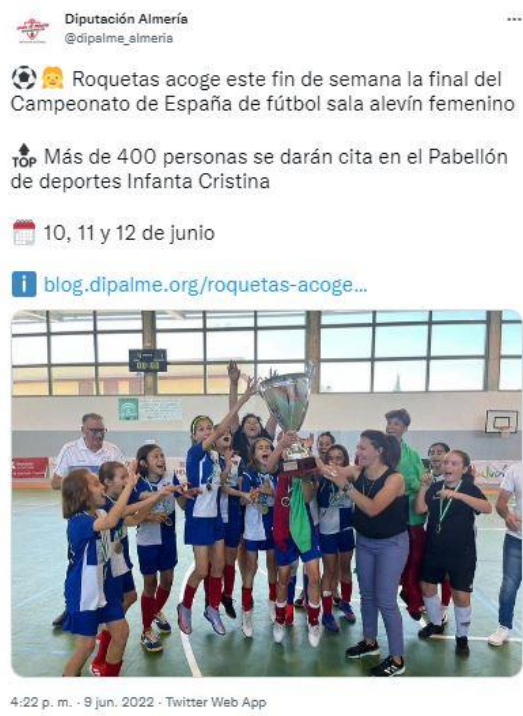 Diputación Almería
@dipalme_almeria
Roquetas acoge este fin de semana la final del
Campeonato de España de fútbol sala alevín femenino
TOP Más de 400 personas se darán cita en el Pabellón
de deportes Infanta Cristina
10, 11 y 12 de junio
i blog.dipalme.org/roquetas-acoge...
4:22 p. m. · 9 jun. 2022 · Twitter Web App